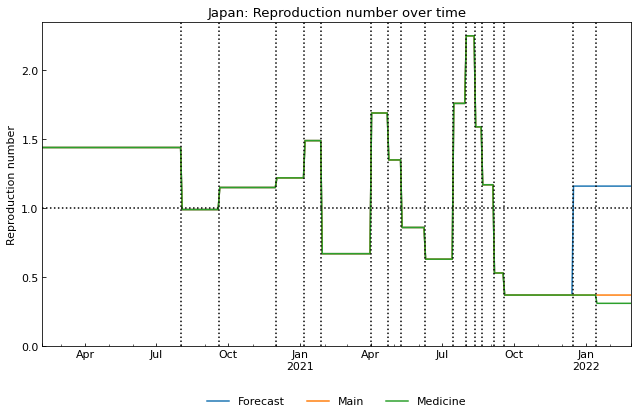 Japan: Reproduction number over time
Reproduction number
2.0
1.5
1.0
0.5
0.0
Apr Jul Oct Jan Apr Jul Oct Jan
2021 2022
Forecast Main Medicine